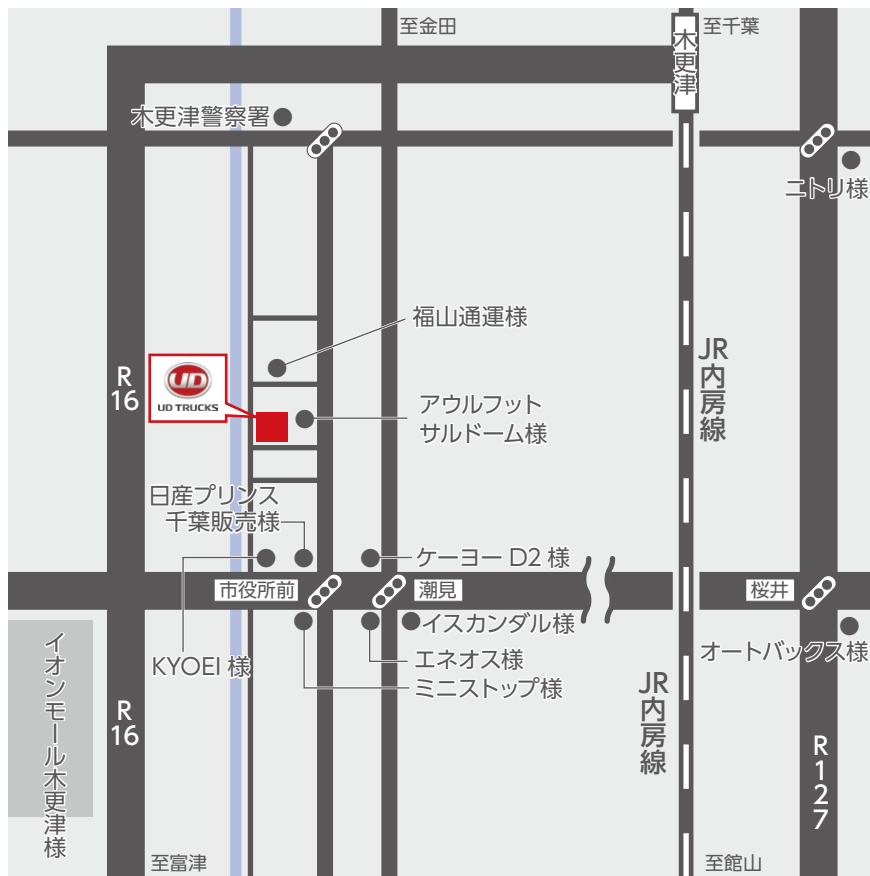 至金田
至千葉
木更津
木更津警察署
ニトリ様
福山通運様
JR内房線
R
16
UD
UD TRUCKS
アウルフット
サルドーム様
日産プリンス
千葉販売様
ケーヨー D2 様
市役所前
潮見
桜井
イスカンダル様
オートバックス様
KYOEI 様
エネオス様
ミニストップ様
イオンモール木更津様
R
16
JR内房線
R127
至富津
至館山